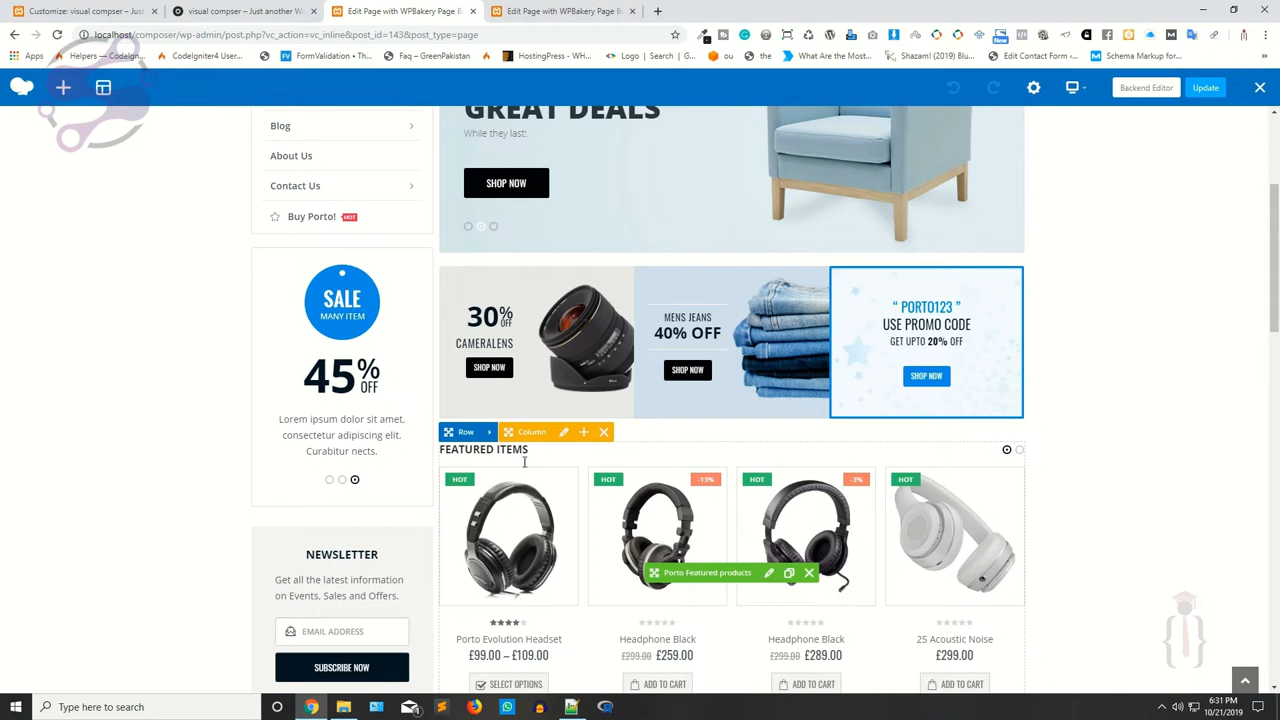 Customize: visual compser – Just
visual compser – Just another W
Edit Page with WPBakery Page Bu
Edit Page with WPBakery Page Bu
localhost/composer/wp-admin/post.php?vc_action=vc_inline&post_id=143&post_type=page
Apps
Helpers — CodeIgnit...
CodeIgniter4 User...
FormValidation • Th...
Faq – GreenPakistan
HostingPress - WH...
Logo | Search | G...
ou
Dashboard ‹ Th...
What Are the Most...
Shazam! (2019) Blu...
Edit Contact Form ‹...
Schema Markup for...
New
Backend Editor
Update
Blog
About Us
Contact Us
Buy Porto! HOT
GREAT DEALS
While they last!
SHOP NOW
SALE
MANY ITEM
45% OFF
Lorem ipsum dolor sit amet,
consectetur adipiscing elit.
Curabitur nects.
30% OFF
CAMERALENS
SHOP NOW
MENS JEANS
40% OFF
SHOP NOW
“ PORTO123 ”
USE PROMO CODE
GET UPTO 20% OFF
SHOP NOW
Row
Column
FEATURED ITEMS
HOT
HOT
-13%
HOT
-3%
HOT
Porto Featured products
Porto Evolution Headset
£99.00 – £109.00
SELECT OPTIONS
Headphone Black
£299.00 £259.00
ADD TO CART
Headphone Black
£299.00 £289.00
ADD TO CART
25 Acoustic Noise
£299.00
ADD TO CART
NEWSLETTER
Get all the latest information
on Events, Sales and Offers.
EMAIL ADDRESS
SUBSCRIBE NOW
Type here to search
6:31 PM
10/21/2019